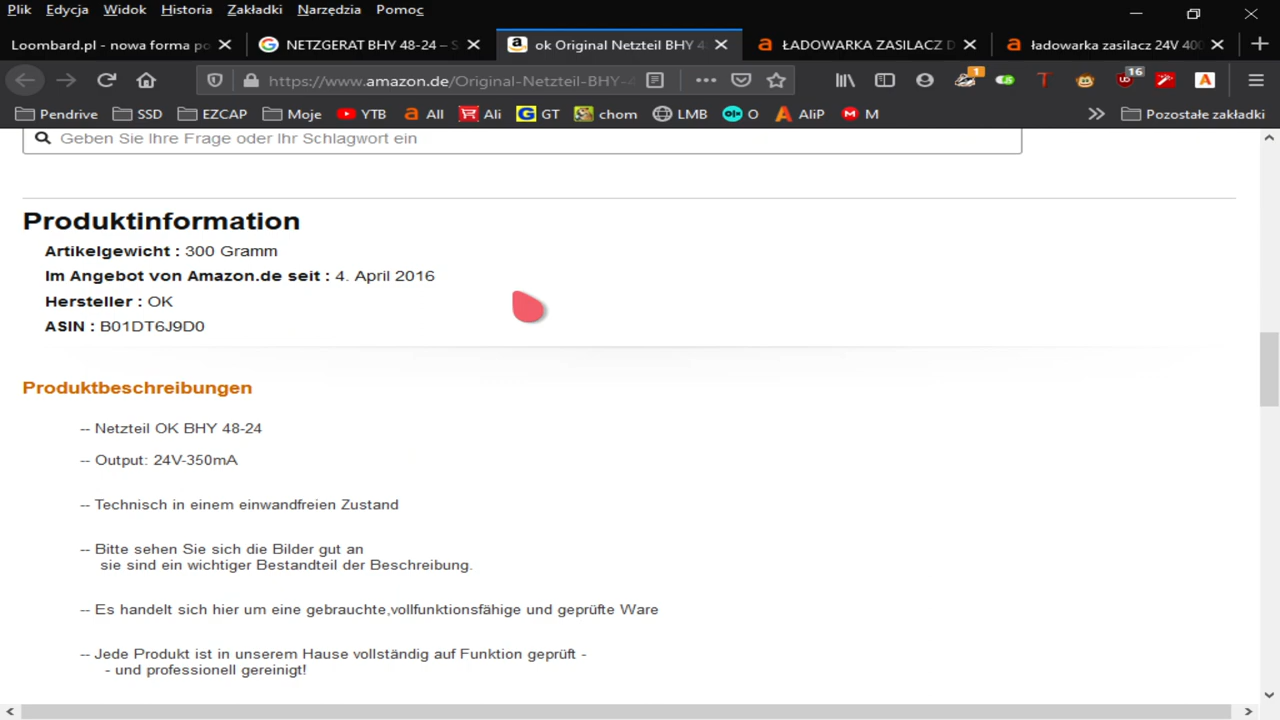 Plik Edycja Widok Historia Zakładki Narzędzia Pomoc
Loombard.pl - nowa forma po
NETZGERAT BHY 48-24 – S
ok Original Netzteil BHY 4
ŁADOWARKA ZASILACZ D
ładowarka zasilacz 24V 400
https://www.amazon.de/Original-Netzteil-BHY-4
1
16
Pendrive SSD EZCAP Moje YTB All Ali GT chom LMB O AliP M Pozostałe zakładki
Geben Sie Ihre Frage oder Ihr Schlagwort ein
Produktinformation
Artikelgewicht : 300 Gramm
Im Angebot von Amazon.de seit : 4. April 2016
Hersteller : OK
ASIN : B01DT6J9D0
Produktbeschreibungen
-- Netzteil OK BHY 48-24
-- Output: 24V-350mA
-- Technisch in einem einwandfreien Zustand
-- Bitte sehen Sie sich die Bilder gut an
sie sind ein wichtiger Bestandteil der Beschreibung.
-- Es handelt sich hier um eine gebrauchte,vollfunktionsfähige und geprüfte Ware
-- Jede Produkt ist in unserem Hause vollständig auf Funktion geprüft -
- und professionell gereinigt!